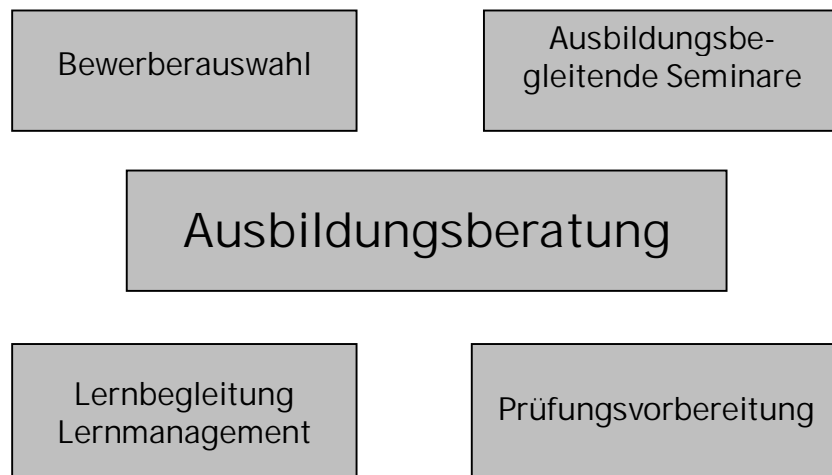 Bewerberauswahl
Ausbildungsbe-
gleitende Seminare
Ausbildungsberatung
Lernbegleitung
Lernmanagement
Prüfungsvorbereitung